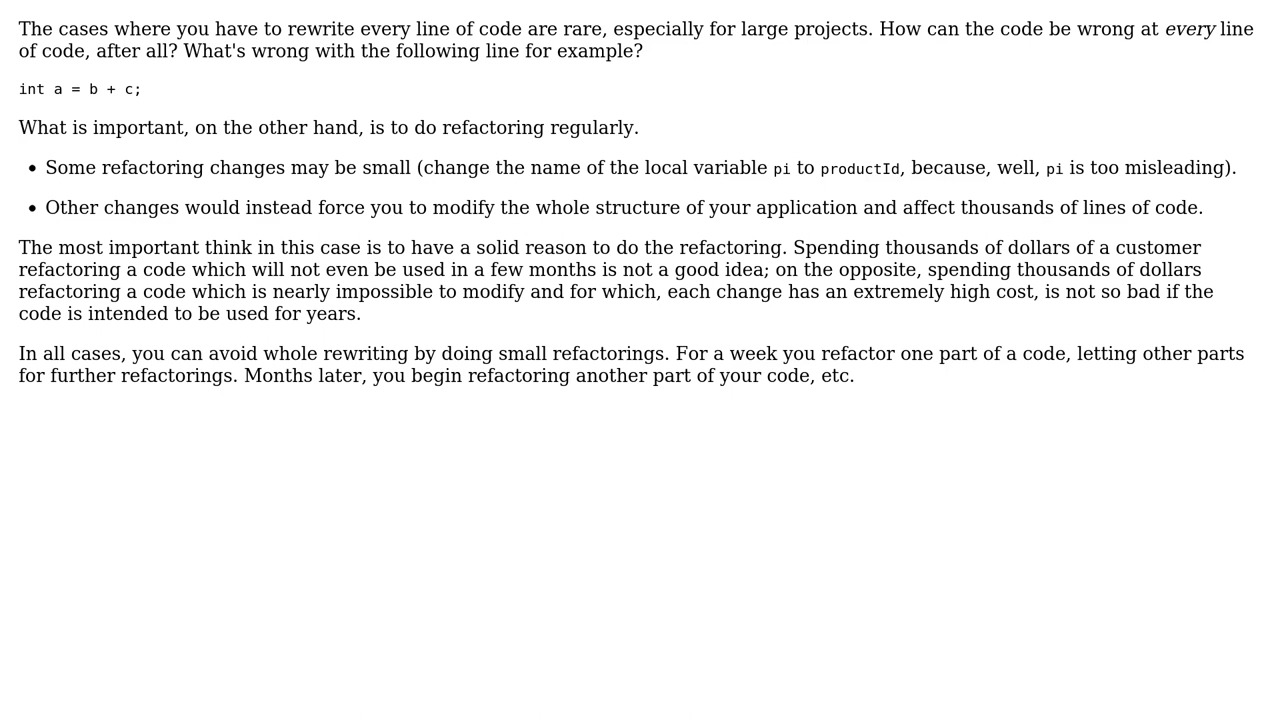 The cases where you have to rewrite every line of code are rare, especially for large projects. How can the code be wrong at every line
of code, after all? What's wrong with the following line for example?
int a = b + c;
What is important, on the other hand, is to do refactoring regularly.
• Some refactoring changes may be small (change the name of the local variable pi to productId, because, well, pi is too misleading).
• Other changes would instead force you to modify the whole structure of your application and affect thousands of lines of code.
The most important think in this case is to have a solid reason to do the refactoring. Spending thousands of dollars of a customer
refactoring a code which will not even be used in a few months is not a good idea; on the opposite, spending thousands of dollars
refactoring a code which is nearly impossible to modify and for which, each change has an extremely high cost, is not so bad if the
code is intended to be used for years.
In all cases, you can avoid whole rewriting by doing small refactorings. For a week you refactor one part of a code, letting other parts
for further refactorings. Months later, you begin refactoring another part of your code, etc.